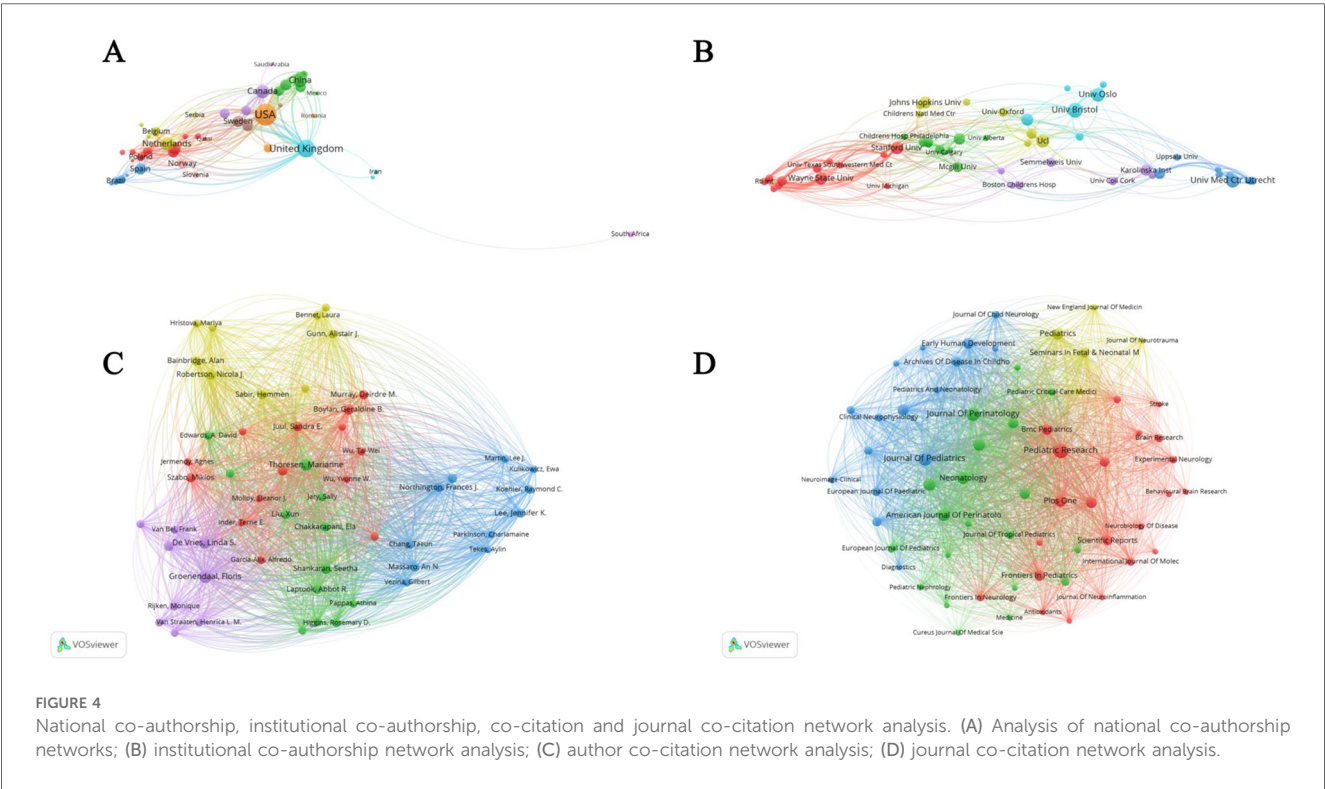 A
Saudi Arabia
China
Canada
Mexico
USA
Serbia
Romania
Sweden
Belgium
Qatar
Netherlands
United Kingdom
Poland
Norway
Spain
Iran
Slovenia
Brazil
South Africa
B
Univ Oslo
Johns Hopkins Univ
Univ Bristol
Childrens Natl Med Ctr
Univ Oxford
Childrens Hosp Philadelphia
Univ Alberta
Ucl
Stanford Univ
Univ Calgary
Uppsala Univ
Semmelweis Univ
Univ Texas Southwestern Med Ct
Mcgill Univ
Karolinska Inst
Wayne State Univ
Univ Coll Cork
Univ Med Ctr Utrecht
Univ Michigan
Boston Childrens Hosp
C
Bennet, Laura
Hristova, Mariya
Gunn, Alistair J.
Bainbridge, Alan
Robertson, Nicola J.
Sabir, Hemmen
Murray, Deirdre M.
Boylan, Geraldine B.
Juul, Sandra E.
Edwards, A. David
Wu, Tai-Wei
Martin, Lee J.
Jermendy, Agnes
Thoresen, Marianne
Kulikowicz, Ewa
Szabo, Miklos
Wu, Yvonne W.
Northington, Frances J.
Koehler, Raymond C.
Molloy, Eleanor J.
Jary, Sally
Liu, Xun
Lee, Jennifer K.
Inder, Terrie E.
Chakkarapani, Ela
Van Bel, Frank
Parkinson, Charlamaine
De Vries, Linda S.
Chang, Taeun
Tekes, Aylin
Garcia-Alix, Alfredo
Massaro, An N.
Groenendaal, Floris
Shankaran, Seetha
Vezina, Gilbert
Laptook, Abbot R.
Rijken, Monique
Pappas, Athina
Van Straaten, Henrica L. M.
Higgins, Rosemary D.
VOSviewer
D
New England Journal Of Medicin
Journal Of Child Neurology
Pediatrics
Early Human Development
Journal Of Neurotrauma
Seminars In Fetal & Neonatal M
Archives Of Disease In Childho
Pediatrics And Neonatology
Pediatric Critical Care Medici
Stroke
Clinical Neurophysiology
Journal Of Perinatology
Bmc Pediatrics
Brain Research
Pediatric Research
Journal Of Pediatrics
Experimental Neurology
Neuroimage-Clinical
Neonatology
European Journal Of Paediatric
Behavioural Brain Research
Plos One
American Journal Of Perinatolo
Neurobiology Of Disease
Journal Of Tropical Pediatrics
Scientific Reports
European Journal Of Pediatrics
International Journal Of Molec
Diagnostics
Frontiers In Pediatrics
Pediatric Nephrology
Frontiers In Neurology
Journal Of Neuroinflammation
Antioxidants
Medicine
Cureus Journal Of Medical Scie
VOSviewer
FIGURE 4
National co-authorship, institutional co-authorship, co-citation and journal co-citation network analysis. (A) Analysis of national co-authorship
networks; (B) institutional co-authorship network analysis; (C) author co-citation network analysis; (D) journal co-citation network analysis.